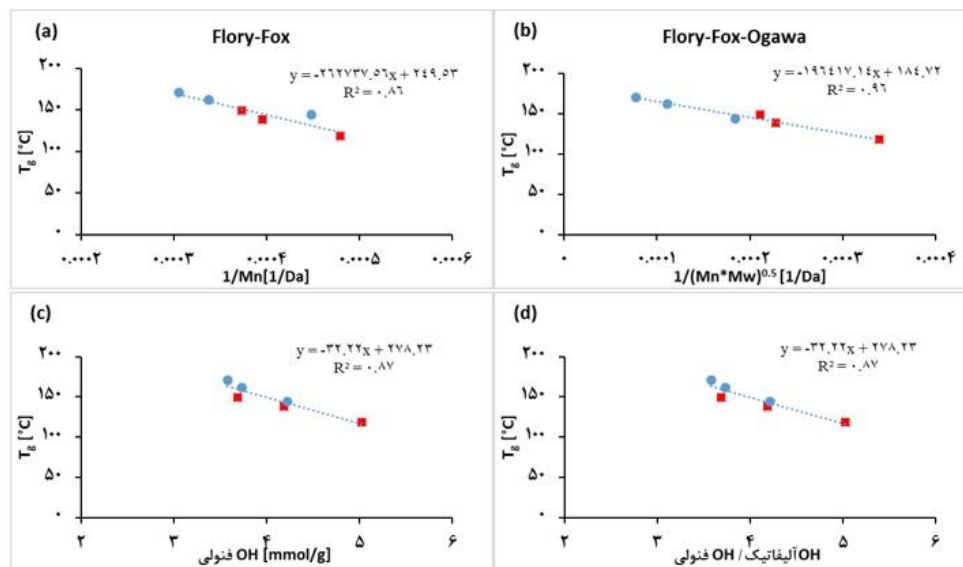 (a)
Flory-Fox
y = -۲۶۲۷۳۷.۵۶x + ۲۴۹.۵۳
R² = ۰.۸۶
Tg [°C]
۲۰۰
۱۵۰
۱۰۰
۵۰
۰
۰.۰۰۰۲ ۰.۰۰۰۳ ۰.۰۰۰۴ ۰.۰۰۰۵ ۰.۰۰۰۶
1/Mn[1/Da]
(b)
Flory-Fox-Ogawa
y = -۱۹۶۴۱۷.۱۴x + ۱۸۴.۷۲
R² = ۰.۹۶
Tg [°C]
۲۰۰
۱۵۰
۱۰۰
۵۰
۰
۰ ۰.۰۰۰۱ ۰.۰۰۰۲ ۰.۰۰۰۳ ۰.۰۰۰۴
1/(Mn*Mw)⁰·⁵ [1/Da]
(c)
y = -۳۲.۲۲x + ۲۷۸.۲۳
R² = ۰.۸۷
Tg [°C]
۲۰۰
۱۵۰
۱۰۰
۵۰
۰
۲ ۳ ۴ ۵ ۶
فنولی OH [mmol/g]
(d)
y = -۳۲.۲۲x + ۲۷۸.۲۳
R² = ۰.۸۷
Tg [°C]
۲۰۰
۱۵۰
۱۰۰
۵۰
۰
۲ ۳ ۴ ۵ ۶
OH آلیفاتیک / OH فنولی